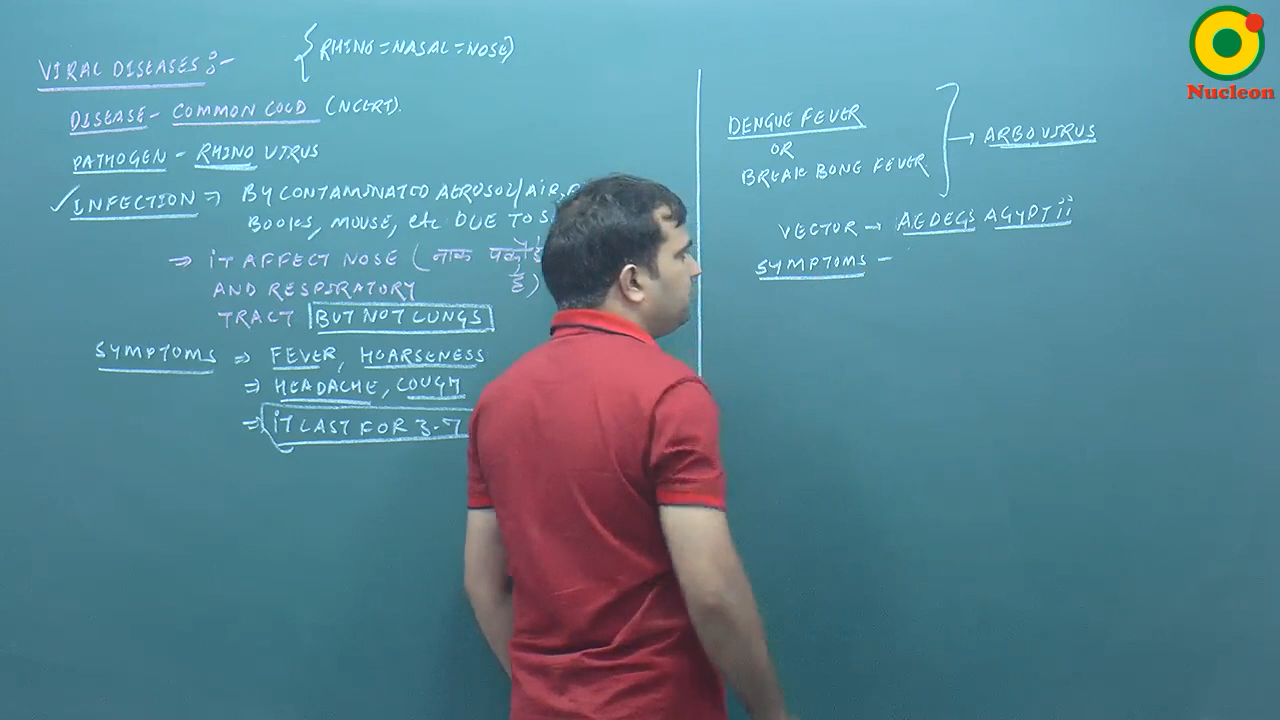 VIRAL DISEASES :-
{RHINO = NASAL = NOSE}
DISEASE - COMMON COLD (NCERT).
PATHOGEN - RHINO VIRUS
✓ INFECTION ⇒ BY CONTAMINATED AEROSOL/AIR,
BOOKS, MOUSE, etc DUE TO
⇒ IT AFFECT NOSE (नाक
AND RESPIRATORY है)
TRACT BUT NOT LUNGS
SYMPTOMS ⇒ FEVER, HOARSENESS
⇒ HEADACHE, COUGH
⇒ IT LAST FOR 3-7
DENGUE FEVER
OR
BREAK BONE FEVER
→ ARBOVIRUS
VECTOR → AEDEGS AGYPTii
SYMPTOMS -
Nucleon